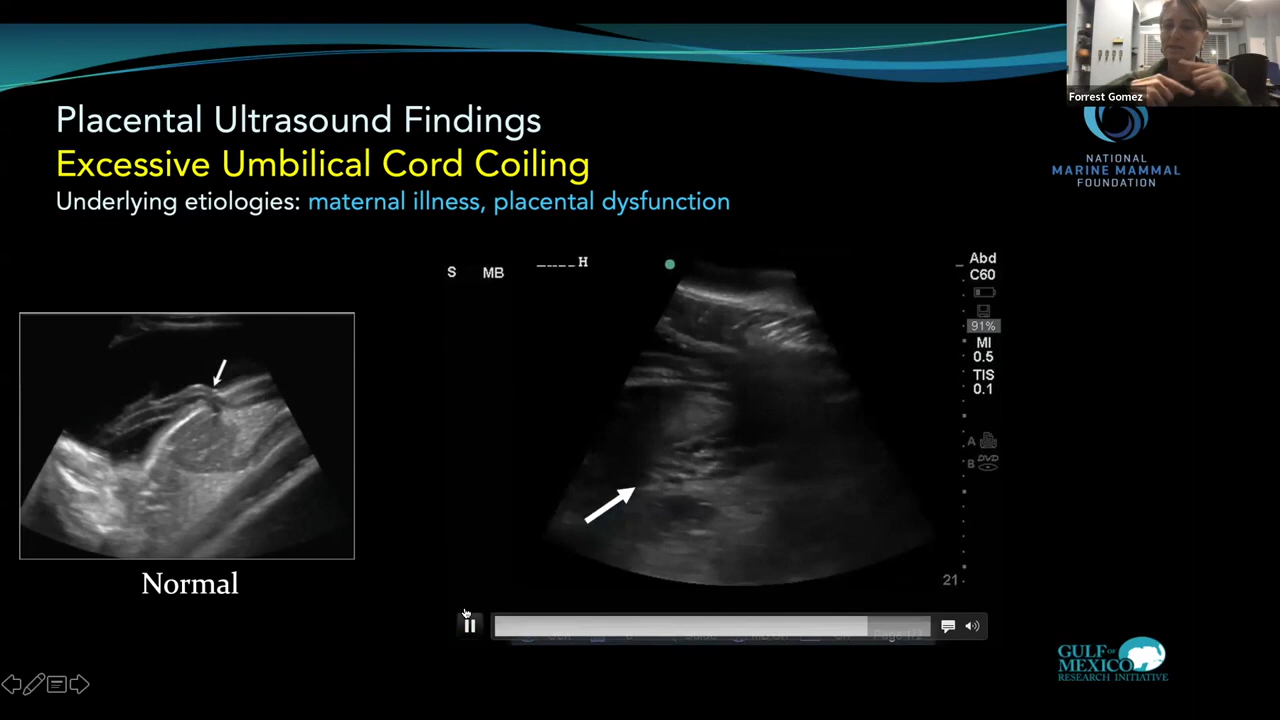 Forrest Gomez
Placental Ultrasound Findings
Excessive Umbilical Cord Coiling
Underlying etiologies: maternal illness, placental dysfunction
NATIONAL
MARINE MAMMAL
FOUNDATION
S MB
H
Abd
C60
91%
MI
0.5
TIS
0.1
A
B DVD
21
Normal
GULF OF
MEXICO
RESEARCH INITIATIVE